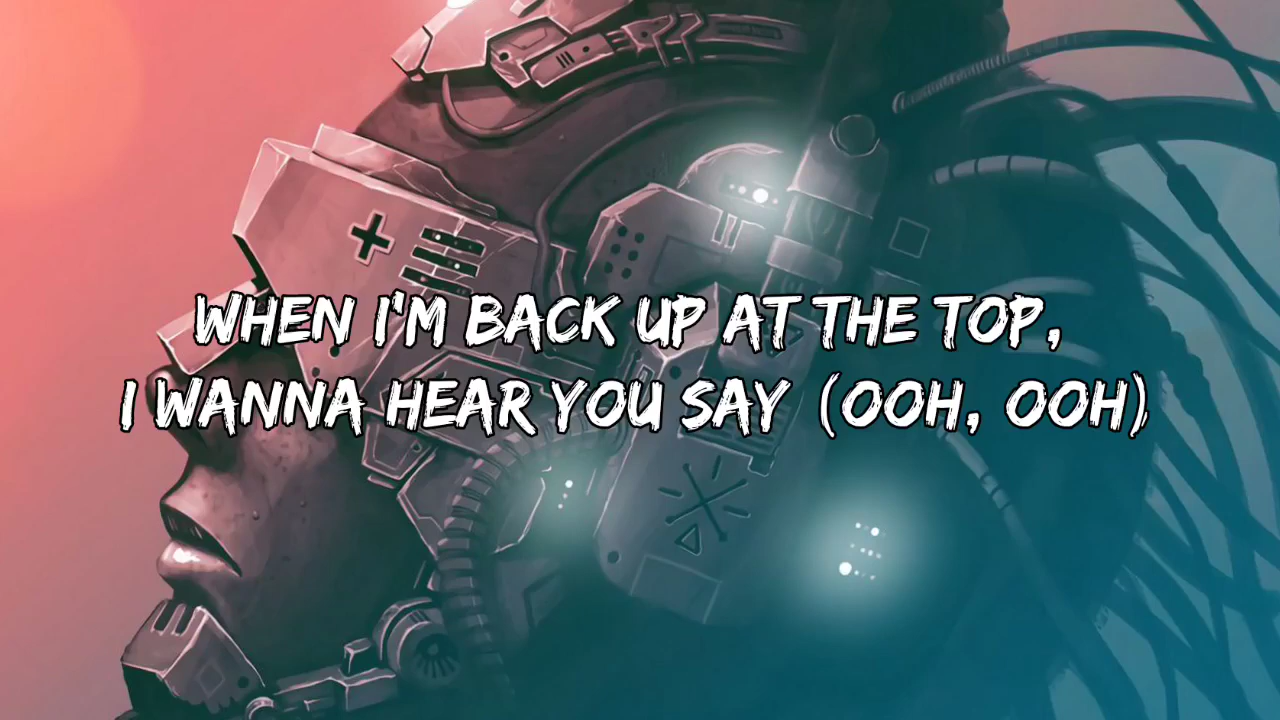 WHEN I'M BACK UP AT THE TOP,
I WANNA HEAR YOU SAY (OOH, OOH)